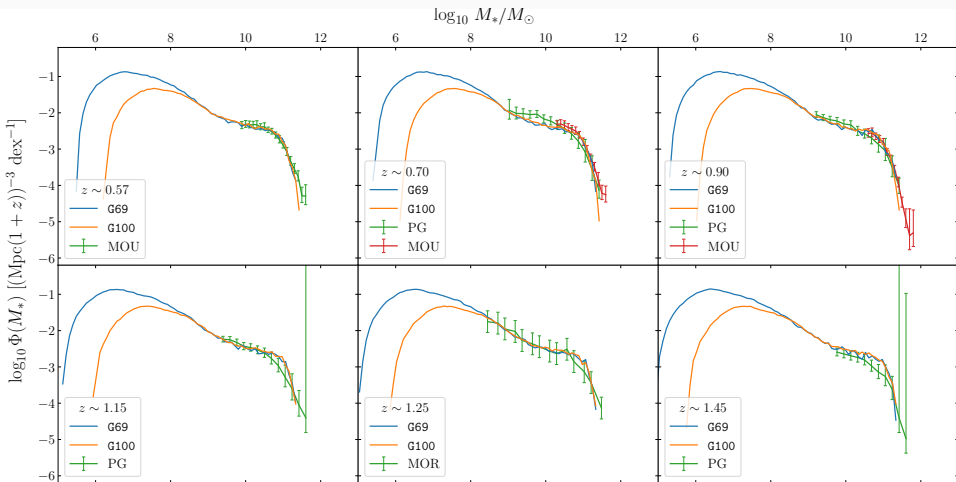 log₁₀ M*/M⊙
6 8 10 12 6 8 10 12 6 8 10 12
log₁₀ Φ(M*) [(Mpc(1 + z))⁻³ dex⁻¹]
−1
−2
−3
−4
−5
−6
z ∼ 0.57
G69
G100
MOU
z ∼ 0.70
G69
G100
PG
MOU
z ∼ 0.90
G69
G100
PG
MOU
−1
−2
−3
−4
−5
−6
z ∼ 1.15
G69
G100
PG
z ∼ 1.25
G69
G100
MOR
z ∼ 1.45
G69
G100
PG